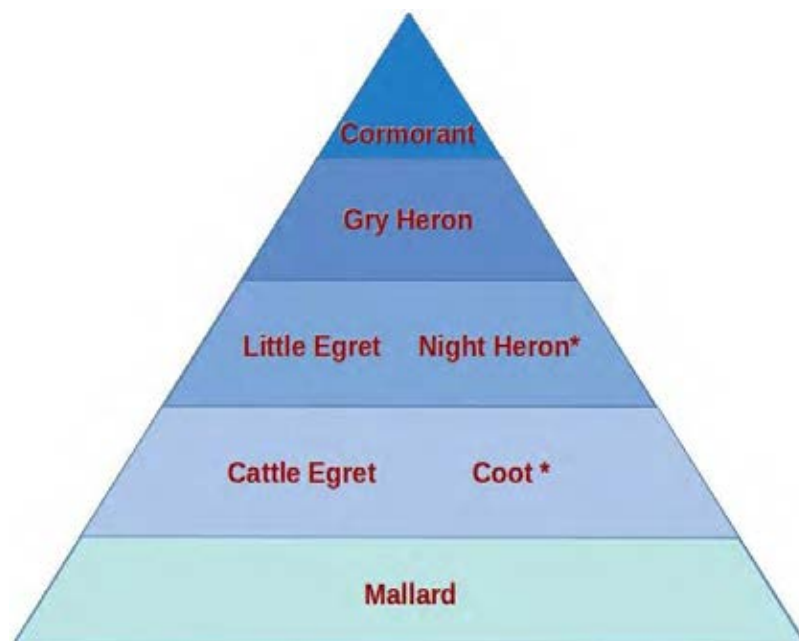 Cormorant
Gry Heron
Little Egret Night Heron*
Cattle Egret Coot *
Mallard